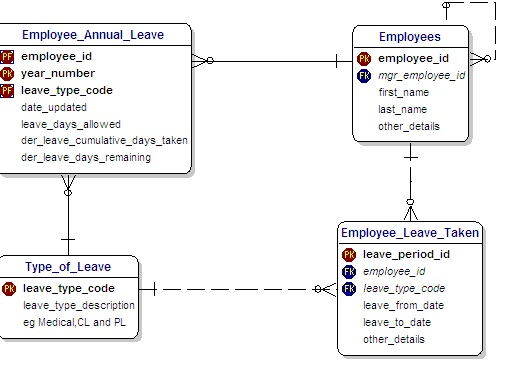 Employee_Annual_Leave
PF employee_id
PK year_number
PF leave_type_code
date_updated
leave_days_allowed
der_leave_cumulative_days_taken
der_leave_days_remaining
Employees
PK employee_id
FK mgr_employee_id
first_name
last_name
other_details
Type_of_Leave
PK leave_type_code
leave_type_description
eg Medical,CL and PL
Employee_Leave_Taken
PK leave_period_id
FK employee_id
FK leave_type_code
leave_from_date
leave_to_date
other_details